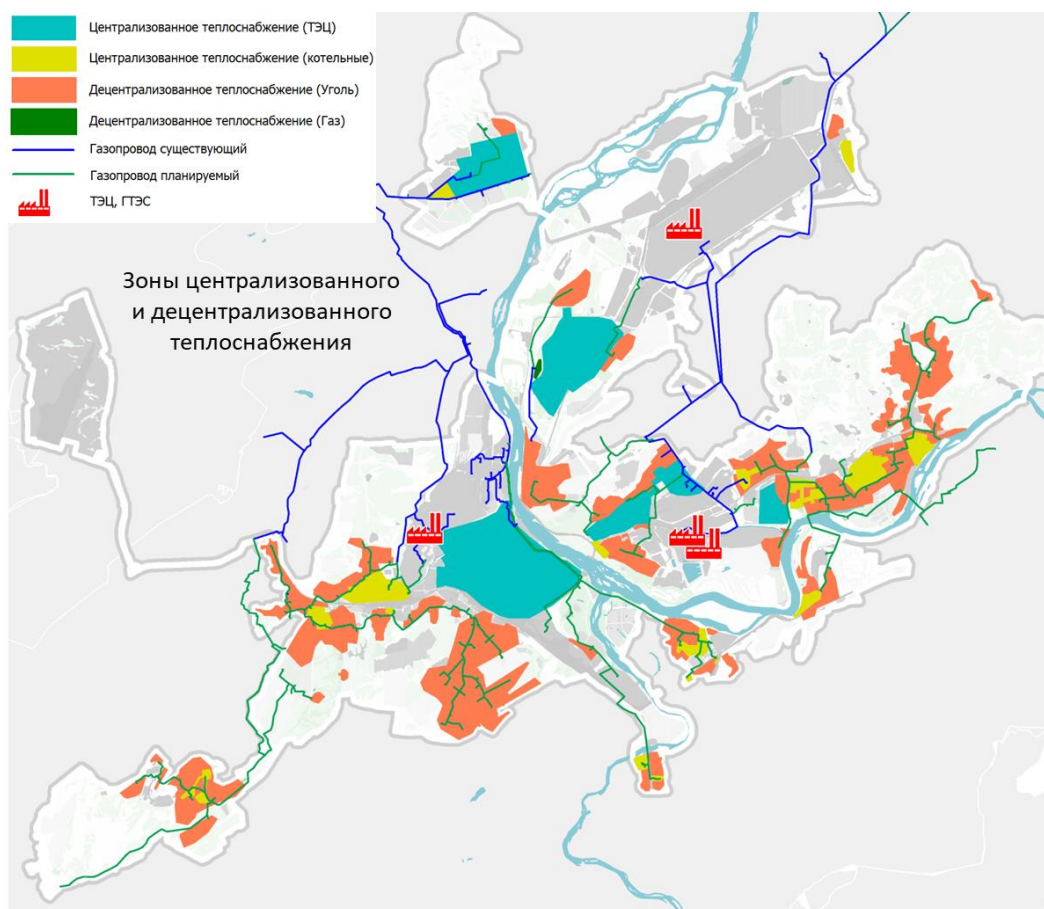 Централизованное теплоснабжение (ТЭЦ)
Централизованное теплоснабжение (котельные)
Децентрализованное теплоснабжение (Уголь)
Децентрализованное теплоснабжение (Газ)
Газопровод существующий
Газопровод планируемый
ТЭЦ, ГТЭС
Зоны централизованного
и децентрализованного
теплоснабжения